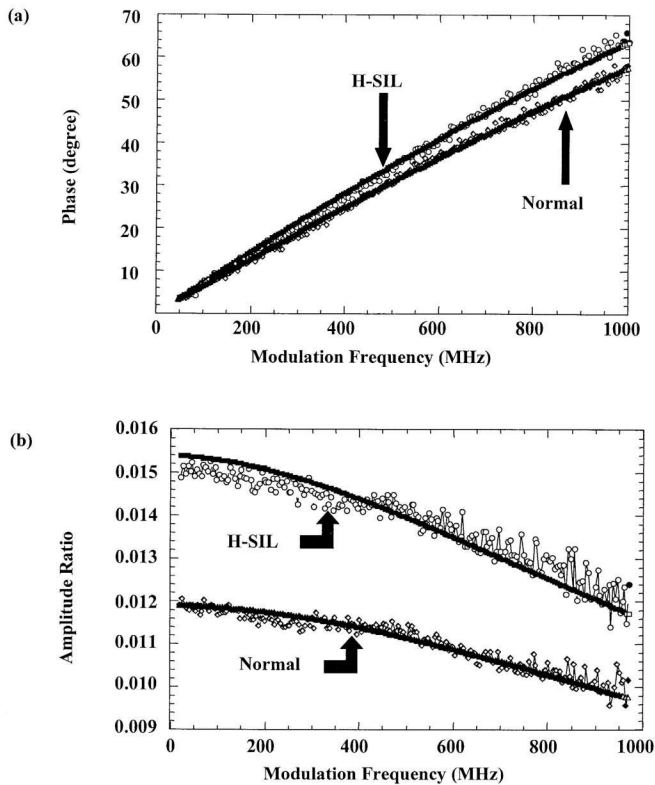 (a)
70
60
50
40
30
20
10
Phase (degree)
H-SIL
Normal
0
200
400
600
800
1000
Modulation Frequency (MHz)
(b)
0.016
0.015
0.014
0.013
0.012
0.011
0.010
0.009
Amplitude Ratio
H-SIL
Normal
0
200
400
600
800
1000
Modulation Frequency (MHz)